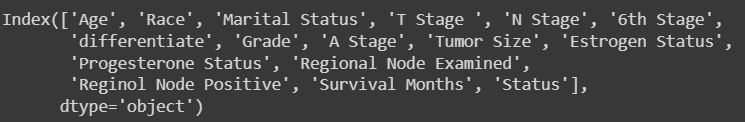 Index(['Age', 'Race', 'Marital Status', 'T Stage ', 'N Stage', '6th Stage',
'differentiate', 'Grade', 'A Stage', 'Tumor Size', 'Estrogen Status',
'Progesterone Status', 'Regional Node Examined',
'Reginol Node Positive', 'Survival Months', 'Status'],
dtype='object')